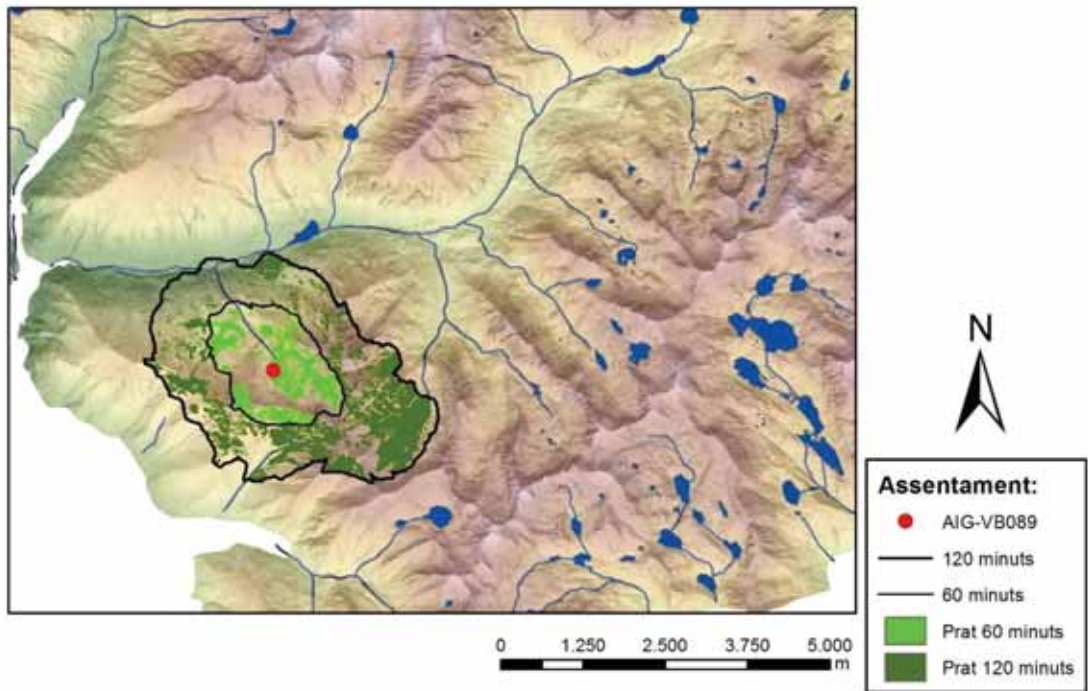 N
Assentament:
AIG-VB089
120 minuts
60 minuts
Prat 60 minuts
Prat 120 minuts
0 1.250 2.500 3.750 5.000
m